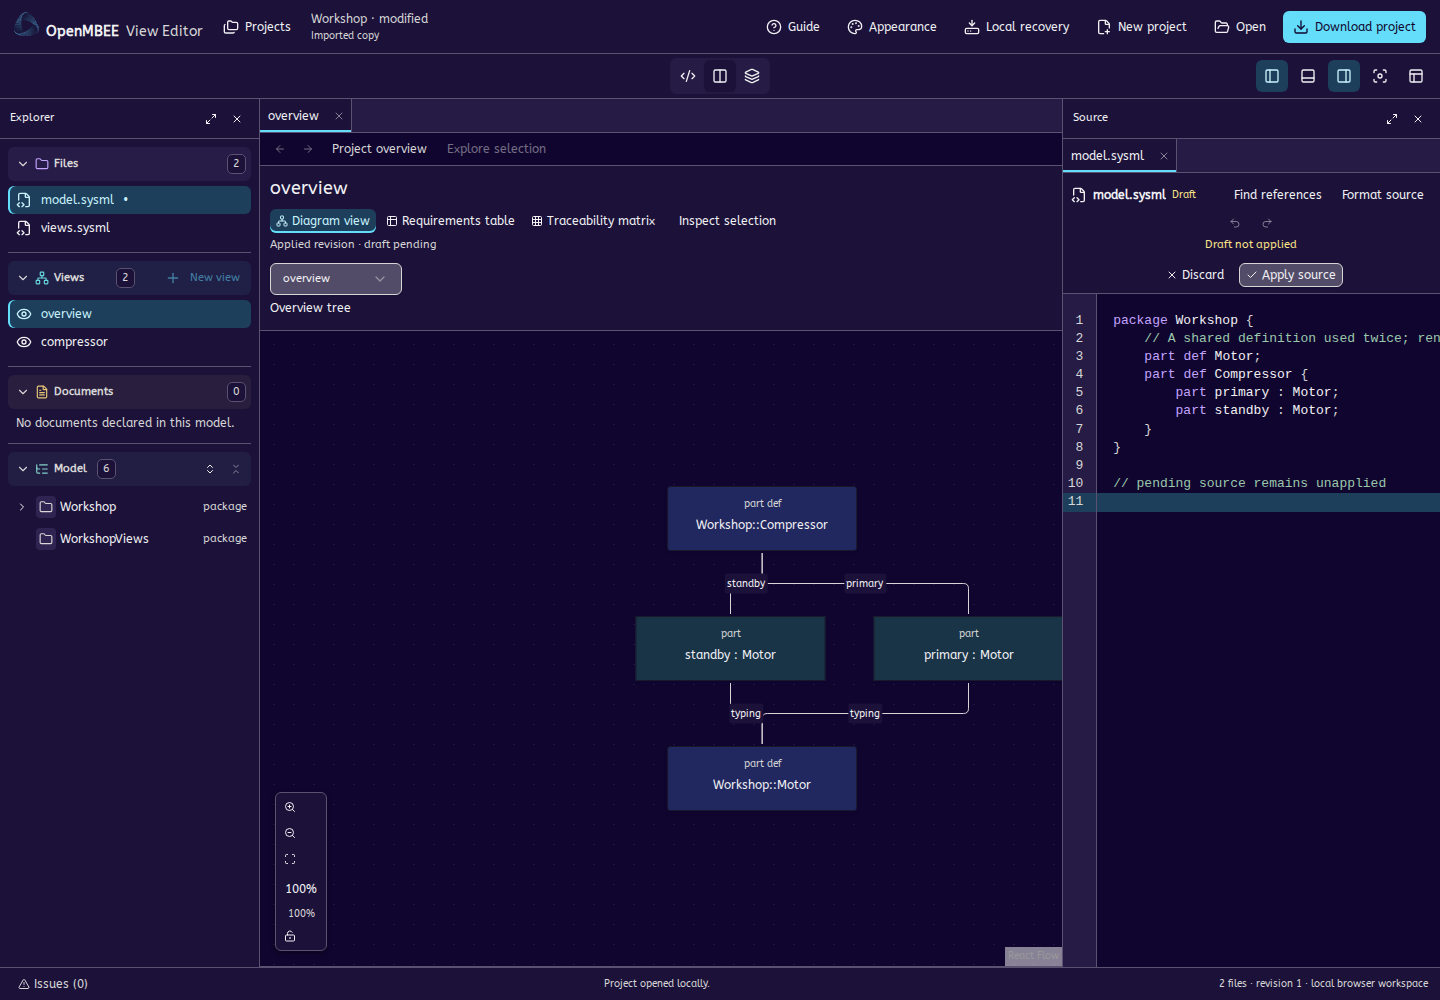 OpenMBEE View Editor
Projects
Workshop · modified
Imported copy
Guide
Appearance
Local recovery
New project
Open
Download project
Explorer
Files
2
model.sysml •
views.sysml
Views
2
New view
overview
compressor
Documents
0
No documents declared in this model.
Model
6
Workshop
package
WorkshopViews
package
overview
Project overview
Explore selection
overview
Diagram view
Requirements table
Traceability matrix
Inspect selection
Applied revision · draft pending
overview
Overview tree
part def
Workshop::Compressor
standby
primary
part
standby : Motor
part
primary : Motor
typing
typing
part def
Workshop::Motor
100%
100%
React Flow
Source
model.sysml
model.sysml
Draft
Find references
Format source
Draft not applied
Discard
Apply source
1 package Workshop {
2 // A shared definition used twice; ren
3 part def Motor;
4 part def Compressor {
5 part primary : Motor;
6 part standby : Motor;
7 }
8 }
9
10 // pending source remains unapplied
11
Issues (0)
Project opened locally.
2 files · revision 1 · local browser workspace